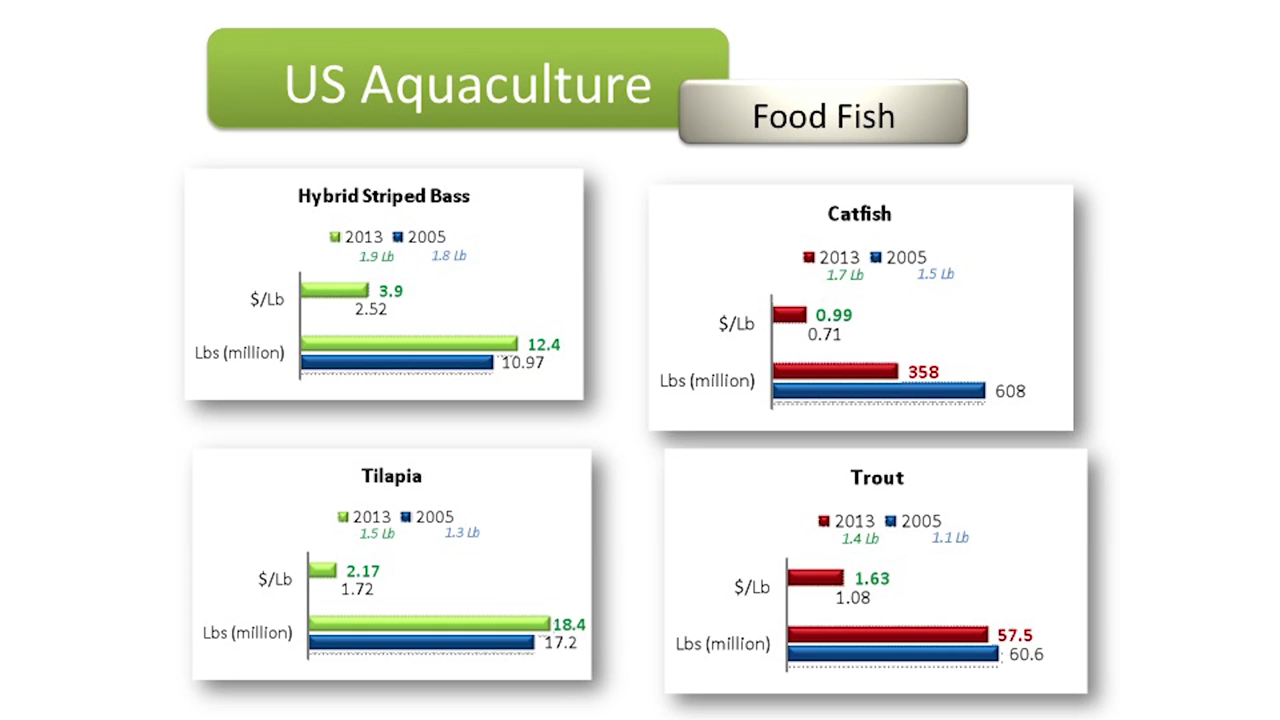 US Aquaculture
Food Fish
Hybrid Striped Bass
2013 2005
1.9 Lb 1.8 Lb
$/Lb
3.9
2.52
Lbs (million)
12.4
10.97
Catfish
2013 2005
1.7 Lb 1.5 Lb
$/Lb
0.99
0.71
Lbs (million)
358
608
Tilapia
2013 2005
1.5 Lb 1.3 Lb
$/Lb
2.17
1.72
Lbs (million)
18.4
17.2
Trout
2013 2005
1.4 Lb 1.1 Lb
$/Lb
1.63
1.08
Lbs (million)
57.5
60.6